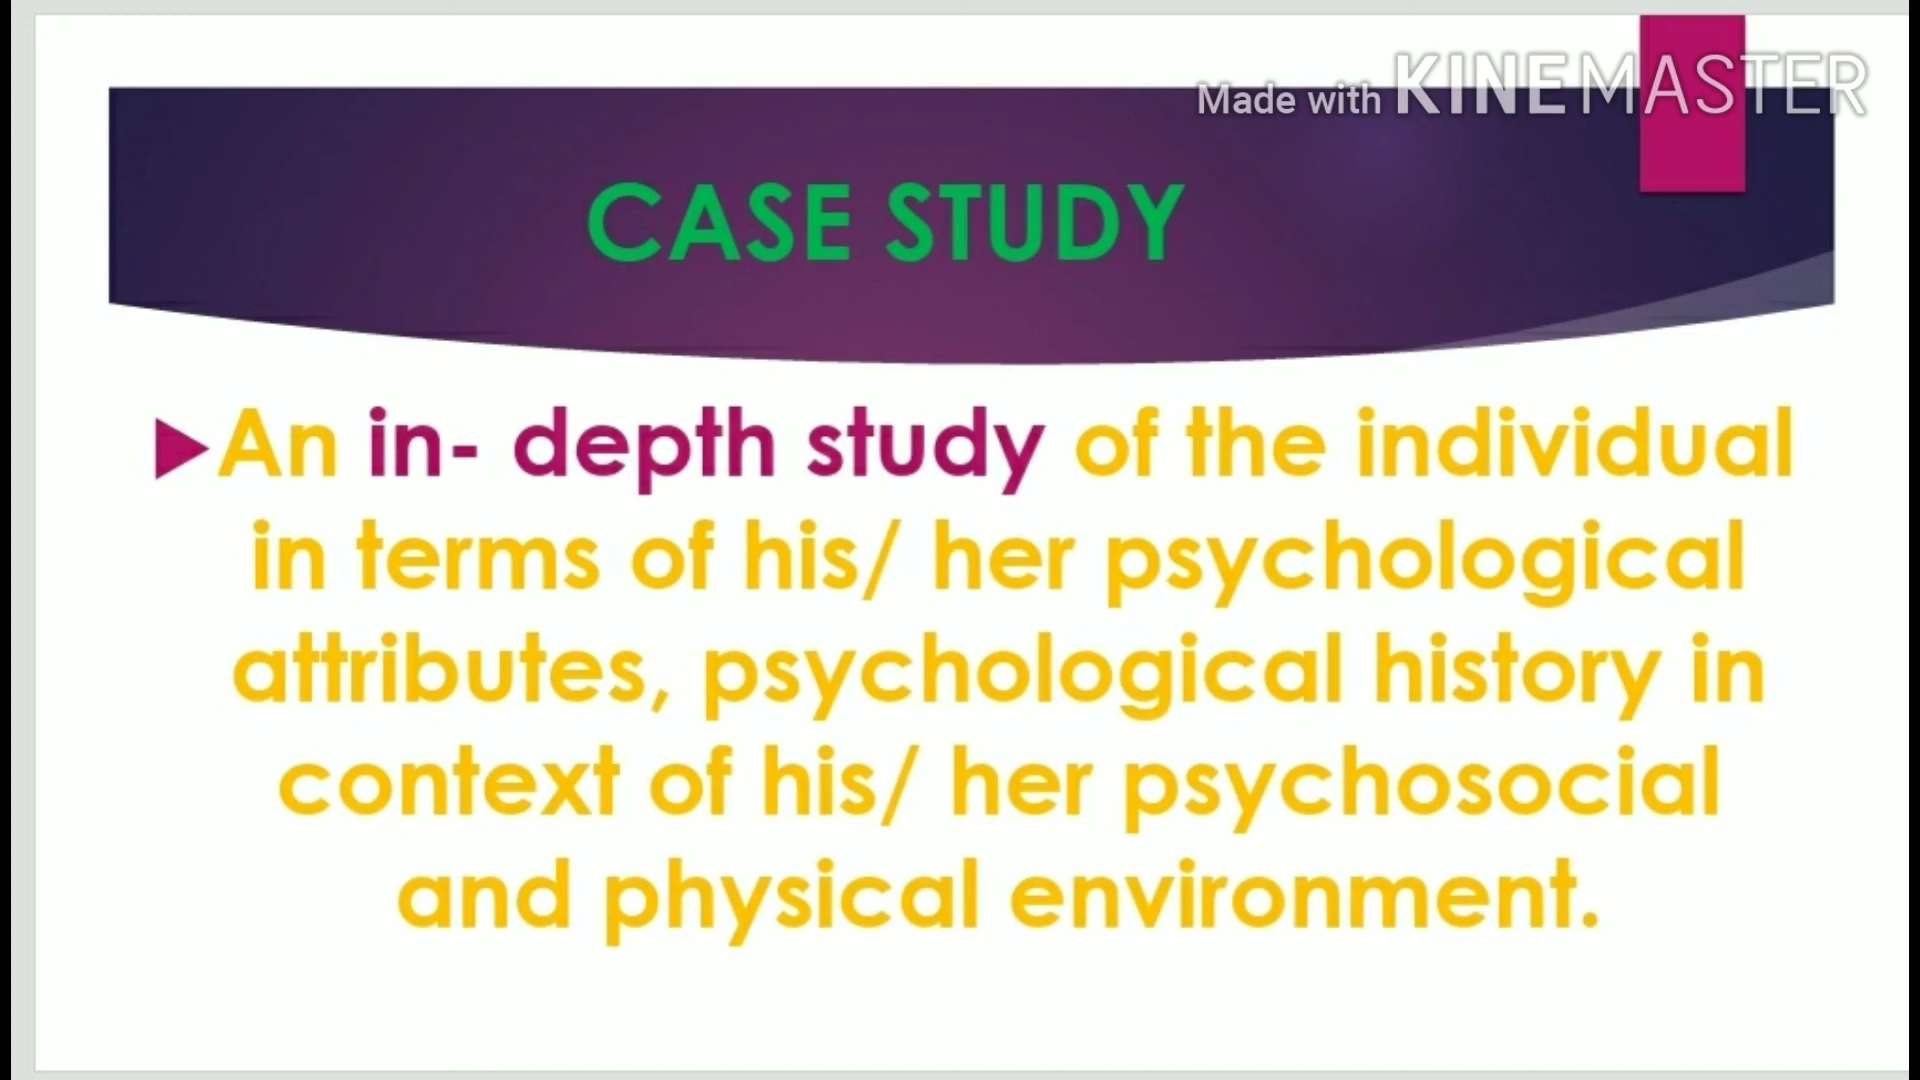 Made with KINEMASTER
CASE STUDY
An in- depth study of the individual
in terms of his/ her psychological
attributes, psychological history in
context of his/ her psychosocial
and physical environment.